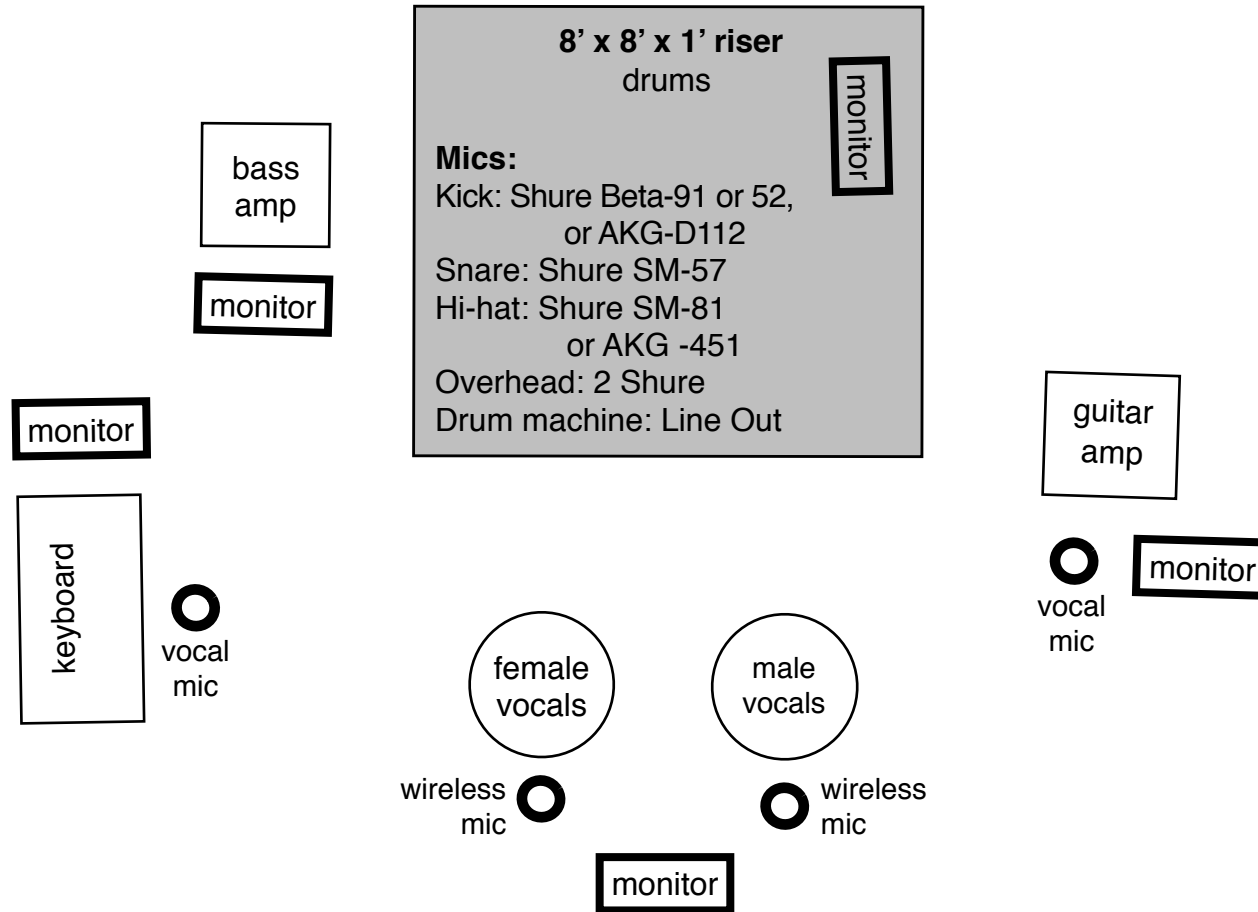 8’ x 8’ x 1’ riser
drums
monitor
Mics:
Kick: Shure Beta-91 or 52,
or AKG-D112
Snare: Shure SM-57
Hi-hat: Shure SM-81
or AKG -451
Overhead: 2 Shure
Drum machine: Line Out
bass
amp
monitor
monitor
keyboard
vocal
mic
guitar
amp
monitor
vocal
mic
female
vocals
male
vocals
wireless
mic
wireless
mic
monitor